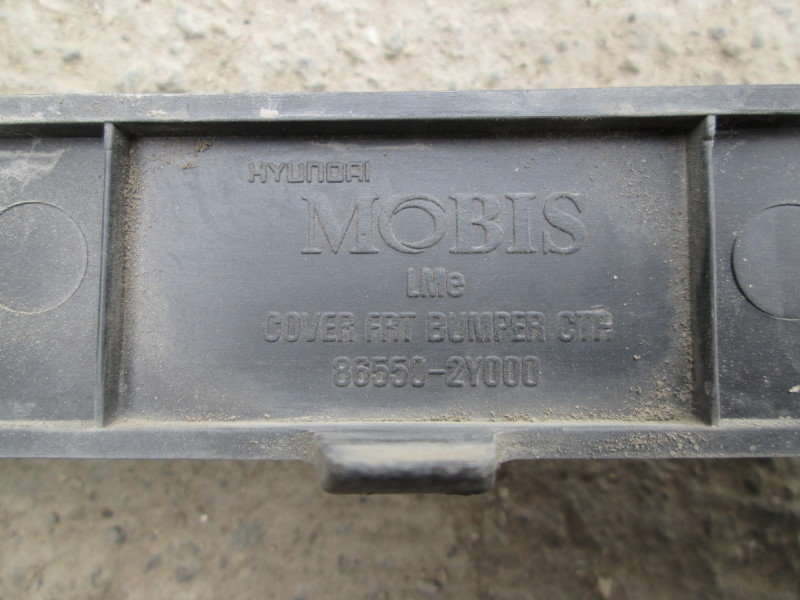 HYUNDAI
MOBIS
LMe
COVER FRT BUMPER CTR
86550-2Y000